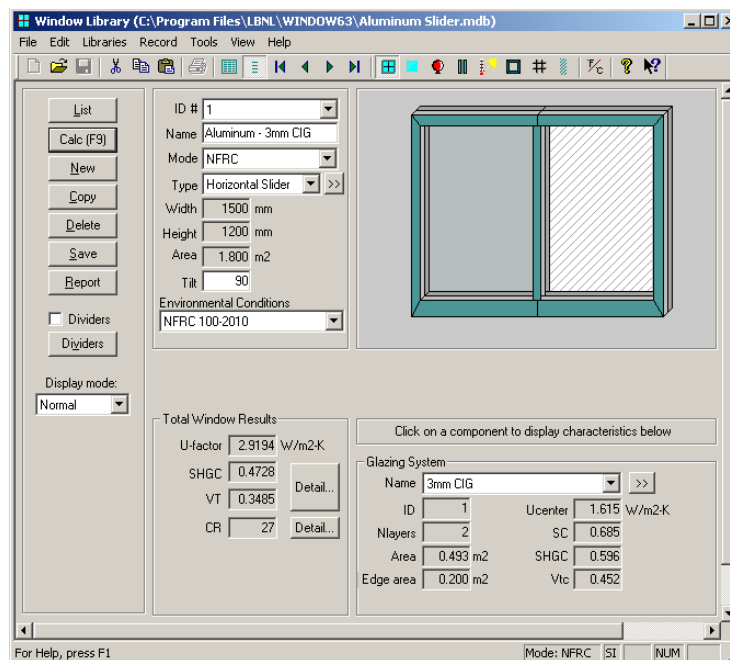 Window Library (C:\Program Files\LBNL\WINDOW63\Aluminum Slider.mdb)
File Edit Libraries Record Tools View Help
List
Calc (F9)
New
Copy
Delete
Save
Report
Dividers
Dividers
Display mode:
Normal
ID # 1
Name Aluminum - 3mm CIG
Mode NFRC
Type Horizontal Slider >>
Width 1500 mm
Height 1200 mm
Area 1.800 m2
Tilt 90
Environmental Conditions
NFRC 100-2010
Total Window Results
U-factor 2.9194 W/m2-K
SHGC 0.4728
Detail...
VT 0.3485
CR 27 Detail...
Click on a component to display characteristics below
Glazing System
Name 3mm CIG >>
ID 1 Ucenter 1.615 W/m2-K
Nlayers 2 SC 0.685
Area 0.493 m2 SHGC 0.596
Edge area 0.200 m2 Vtc 0.452
For Help, press F1 Mode: NFRC SI NUM